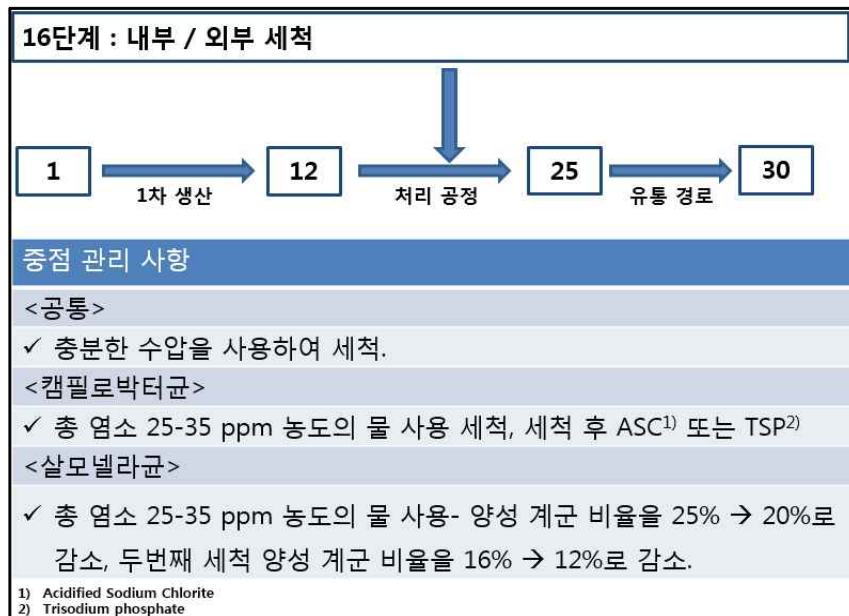 16단계 : 내부 / 외부 세척
1 12 25 30
1차 생산 처리 공정 유통 경로
중점 관리 사항
<공통>
✓ 충분한 수압을 사용하여 세척.
<캠필로박터균>
✓ 총 염소 25-35 ppm 농도의 물 사용 세척, 세척 후 ASC1) 또는 TSP2)
<살모넬라균>
✓ 총 염소 25-35 ppm 농도의 물 사용- 양성 계군 비율을 25% → 20%로
감소, 두번째 세척 양성 계군 비율을 16% → 12%로 감소.
1) Acidified Sodium Chlorite
2) Trisodium phosphate